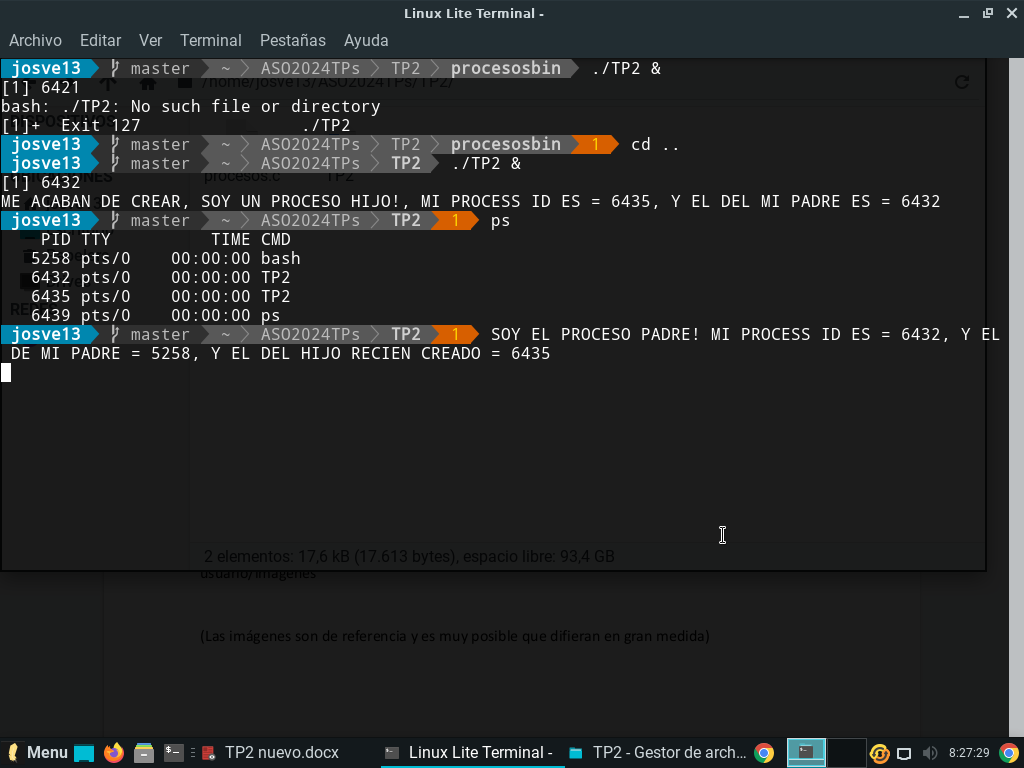 Linux Lite Terminal -
Archivo Editar Ver Terminal Pestañas Ayuda
josve13 master ~ ASO2024TPs TP2 procesosbin ./TP2 &
/home/josve13/ASO2024TPs/TP2/
[1] 6421
bash: ./TP2: No such file or directory
[1]+  Exit 127                ./TP2
josve13 master ~ ASO2024TPs TP2 procesosbin 1 cd ..
josve13 master ~ ASO2024TPs TP2 ./TP2 &
procesos.c TP2
[1] 6432
ME ACABAN DE CREAR, SOY UN PROCESO HIJO!, MI PROCESS ID ES = 6435, Y EL DEL MI PADRE ES = 6432
josve13 master ~ ASO2024TPs TP2 1 ps
PID TTY          TIME CMD
5258 pts/0    00:00:00 bash
6432 pts/0    00:00:00 TP2
6435 pts/0    00:00:00 TP2
6439 pts/0    00:00:00 ps
josve13 master ~ ASO2024TPs TP2 1 SOY EL PROCESO PADRE! MI PROCESS ID ES = 6432, Y EL
DE MI PADRE = 5258, Y EL DEL HIJO RECIEN CREADO = 6435
2 elementos: 17,6 kB (17.613 bytes), espacio libre: 93,4 GB
usuario/imagenes
(Las imágenes son de referencia y es muy posible que difieran en gran medida)
Menu TP2 nuevo.docx Linux Lite Terminal - TP2 - Gestor de arch... 8:27:29